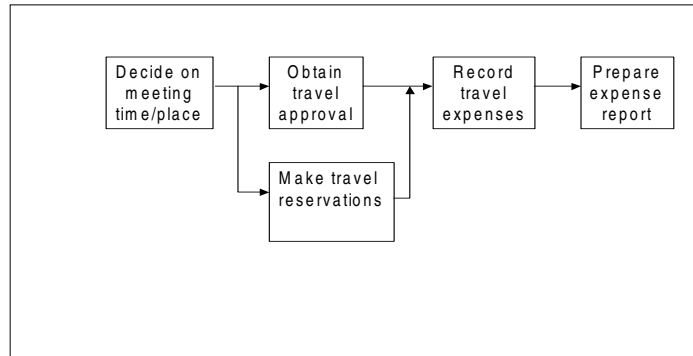 Decide on
meeting
time/place
Obtain
travel
approval
Record
travel
expenses
Prepare
expense
report
Make travel
reservations